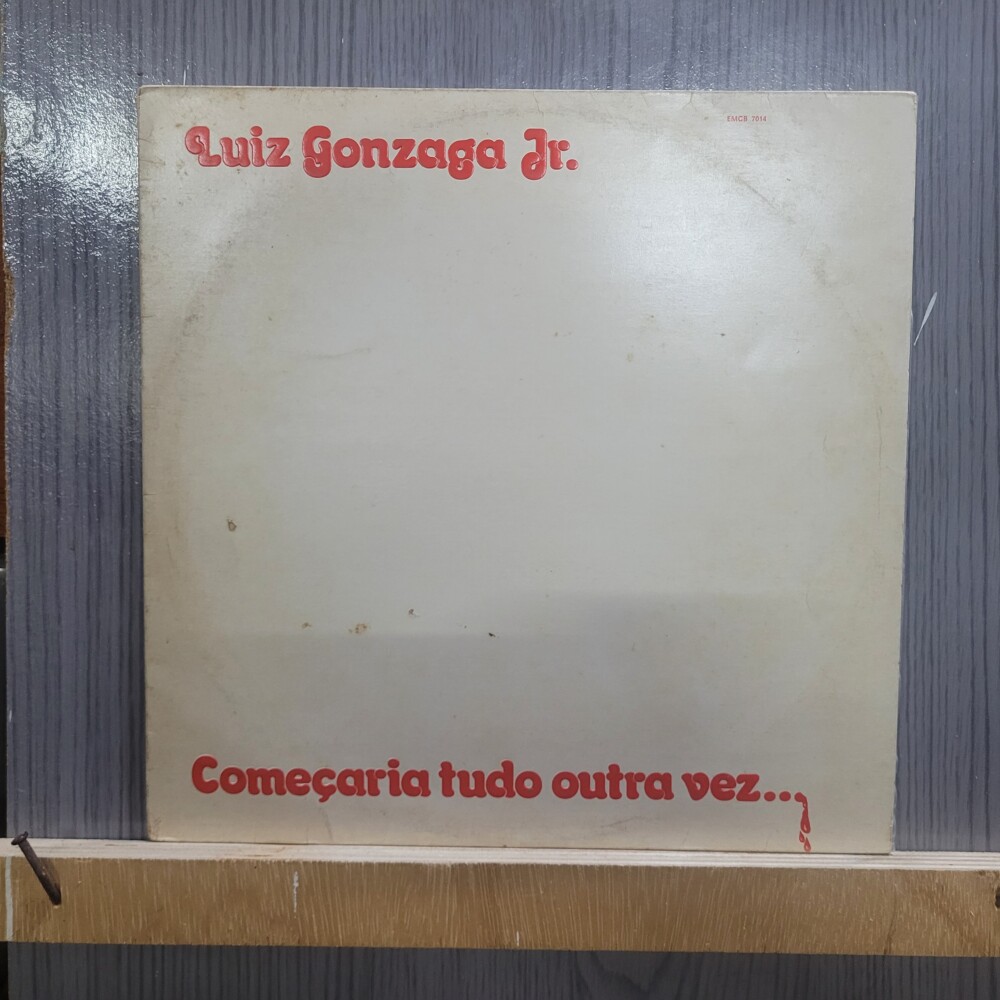 EMCB 7014
Luiz Gonzaga Jr.
Começaria tudo outra vez...